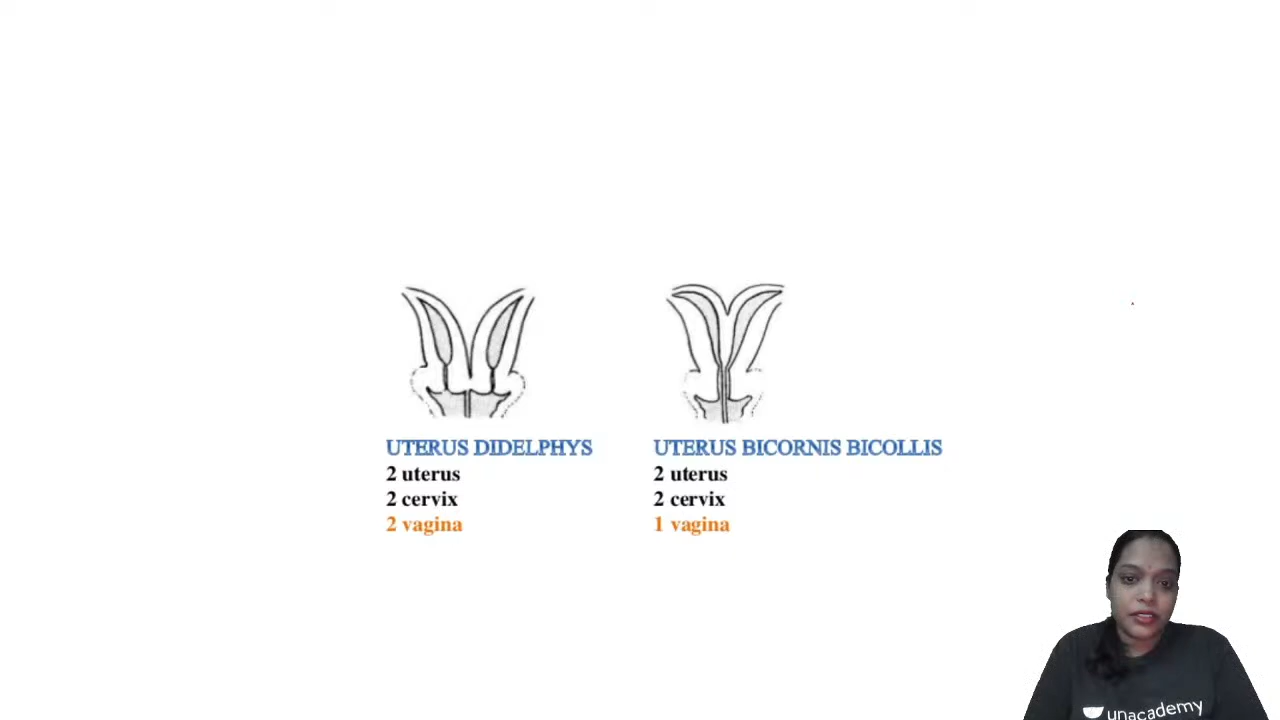 UTERUS DIDELPHYS
2 uterus
2 cervix
2 vagina
UTERUS BICORNIS BICOLLIS
2 uterus
2 cervix
1 vagina
unacademy